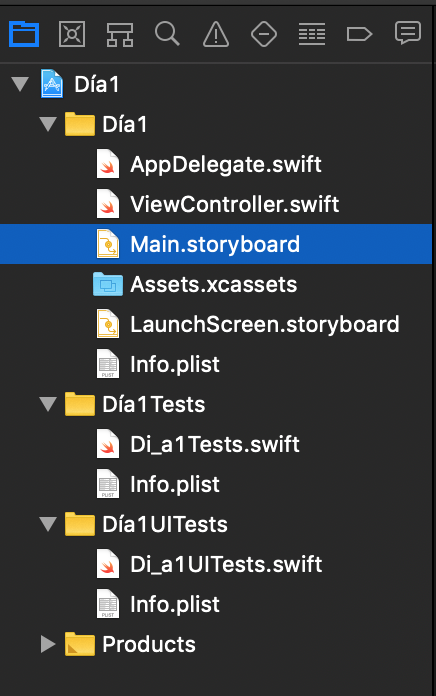 Día1
Día1
AppDelegate.swift
ViewController.swift
Main.storyboard
Assets.xcassets
LaunchScreen.storyboard
Info.plist
Día1Tests
Di_a1Tests.swift
Info.plist
Día1UITests
Di_a1UITests.swift
Info.plist
Products